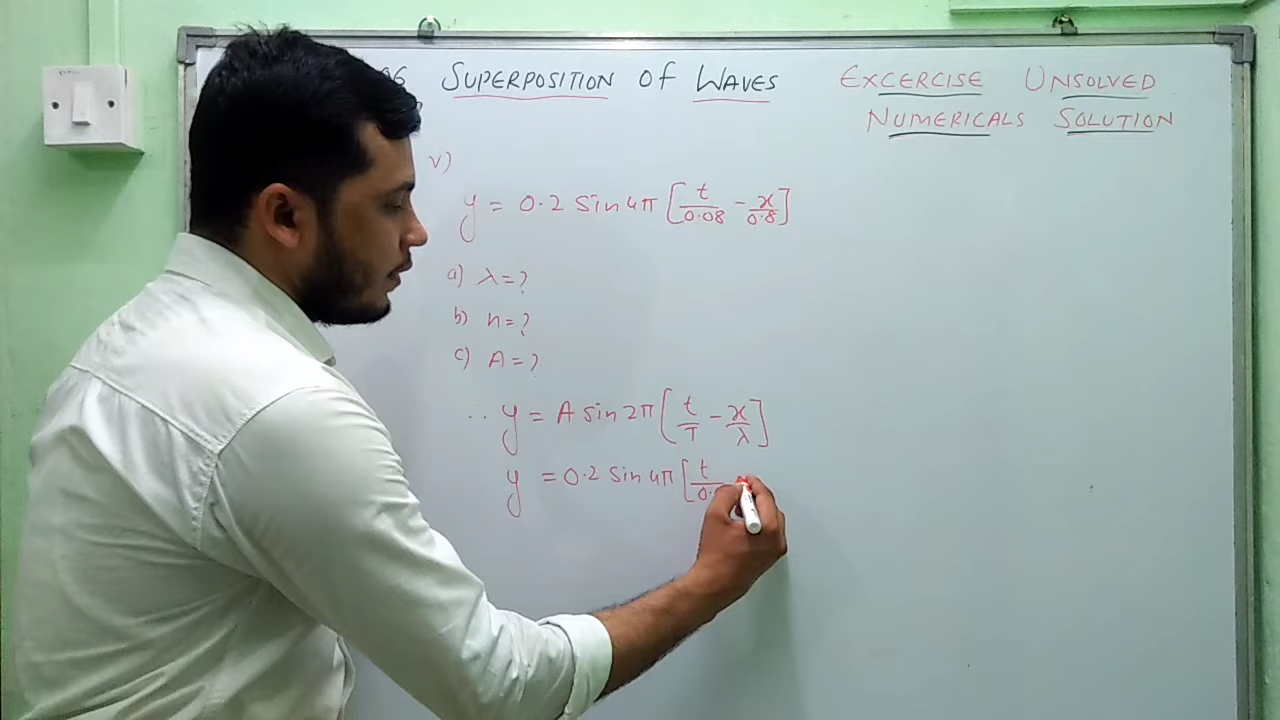 06 SUPERPOSITION OF WAVES
EXCERCISE UNSOLVED
NUMERICALS SOLUTION
v)
y = 0.2 sin 4π [t/0.08 - x/0.8]
a) λ = ?
b) n = ?
c) A = ?
∴ y = A sin 2π [t/T - x/λ]
y = 0.2 sin 4π [t/0.